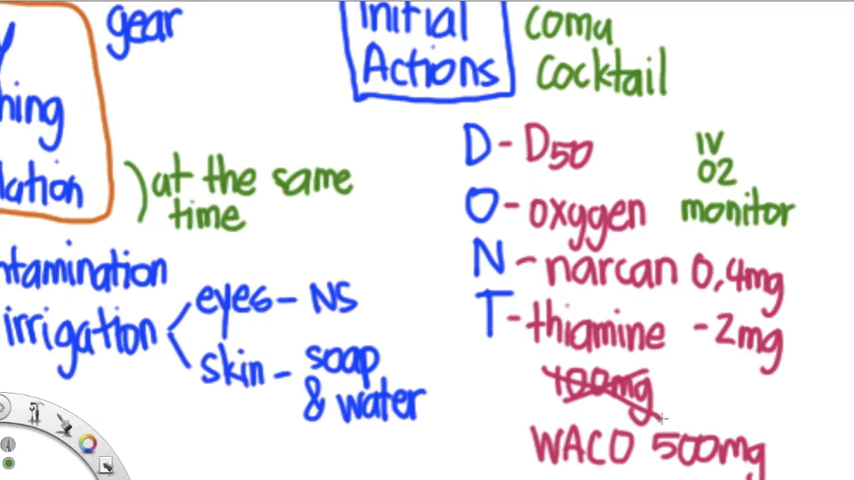 gear
hing
lation
at the same
time
ntamination
irrigation
eyes - NS
skin - soap
& water
Initial
Actions
coma
cocktail
D - D50
O - oxygen
N - narcan 0,4mg
T - thiamine - 2mg
100mg
WACO 500mg
IV
O2
monitor